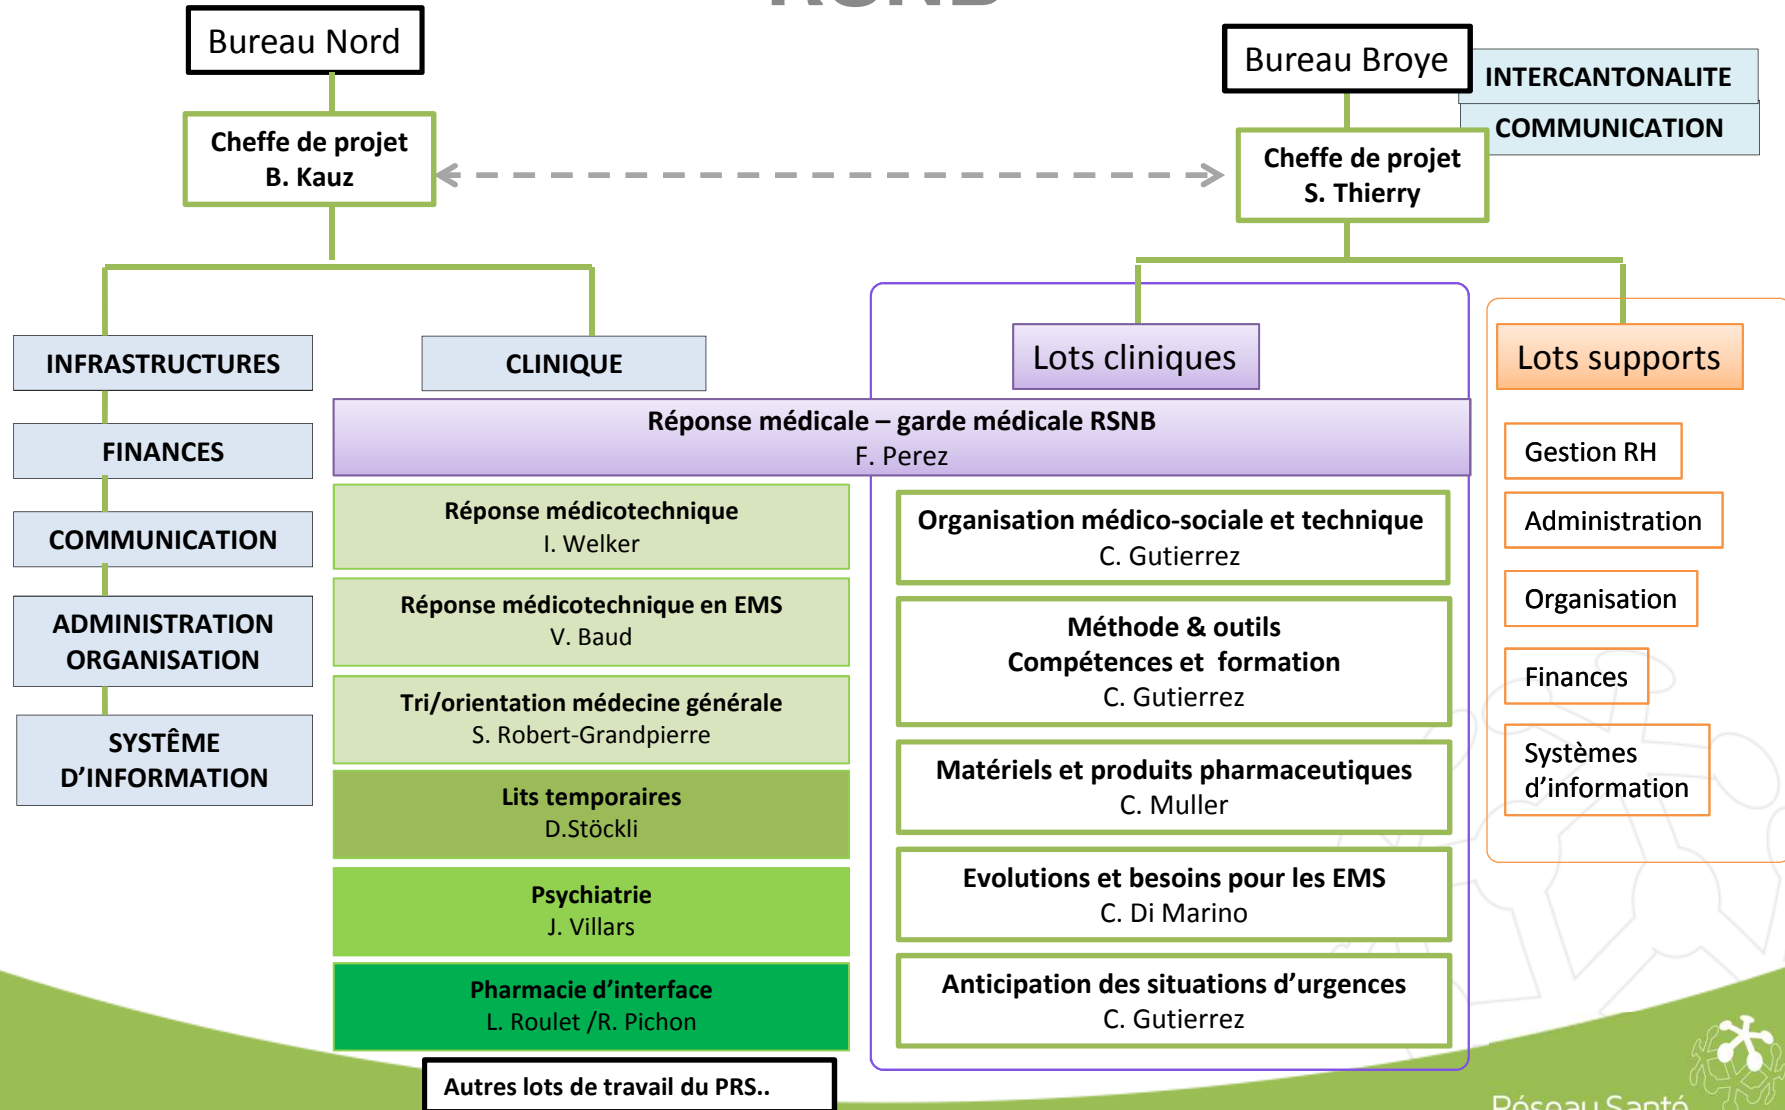 RSNB
Bureau Nord
Bureau Broye
INTERCANTONALITE
COMMUNICATION
Cheffe de projet
B. Kauz
Cheffe de projet
S. Thierry
INFRASTRUCTURES
FINANCES
COMMUNICATION
ADMINISTRATION
ORGANISATION
SYSTÊME
D'INFORMATION
CLINIQUE
Lots cliniques
Lots supports
Réponse médicale – garde médicale RSNB
F. Perez
Réponse médicotechnique
I. Welker
Réponse médicotechnique en EMS
V. Baud
Tri/orientation médecine générale
S. Robert-Grandpierre
Lits temporaires
D.Stöckli
Psychiatrie
J. Villars
Pharmacie d’interface
L. Roulet /R. Pichon
Autres lots de travail du PRS..
Organisation médico-sociale et technique
C. Gutierrez
Méthode & outils
Compétences et formation
C. Gutierrez
Matériels et produits pharmaceutiques
C. Muller
Evolutions et besoins pour les EMS
C. Di Marino
Anticipation des situations d’urgences
C. Gutierrez
Gestion RH
Administration
Organisation
Finances
Systèmes
d’information
Réseau Santé